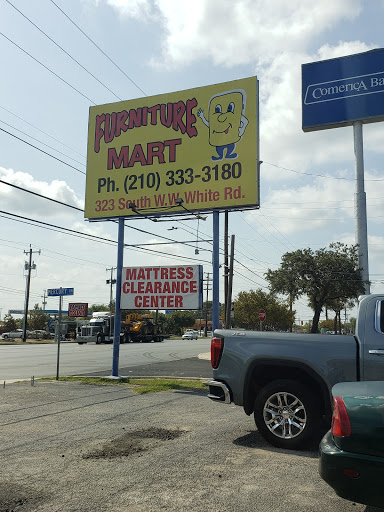 FURNITURE
MART
Ph. (210) 333-3180
323 South W.W. White Rd.
ComericA Ba
MATTRESS
CLEARANCE
CENTER